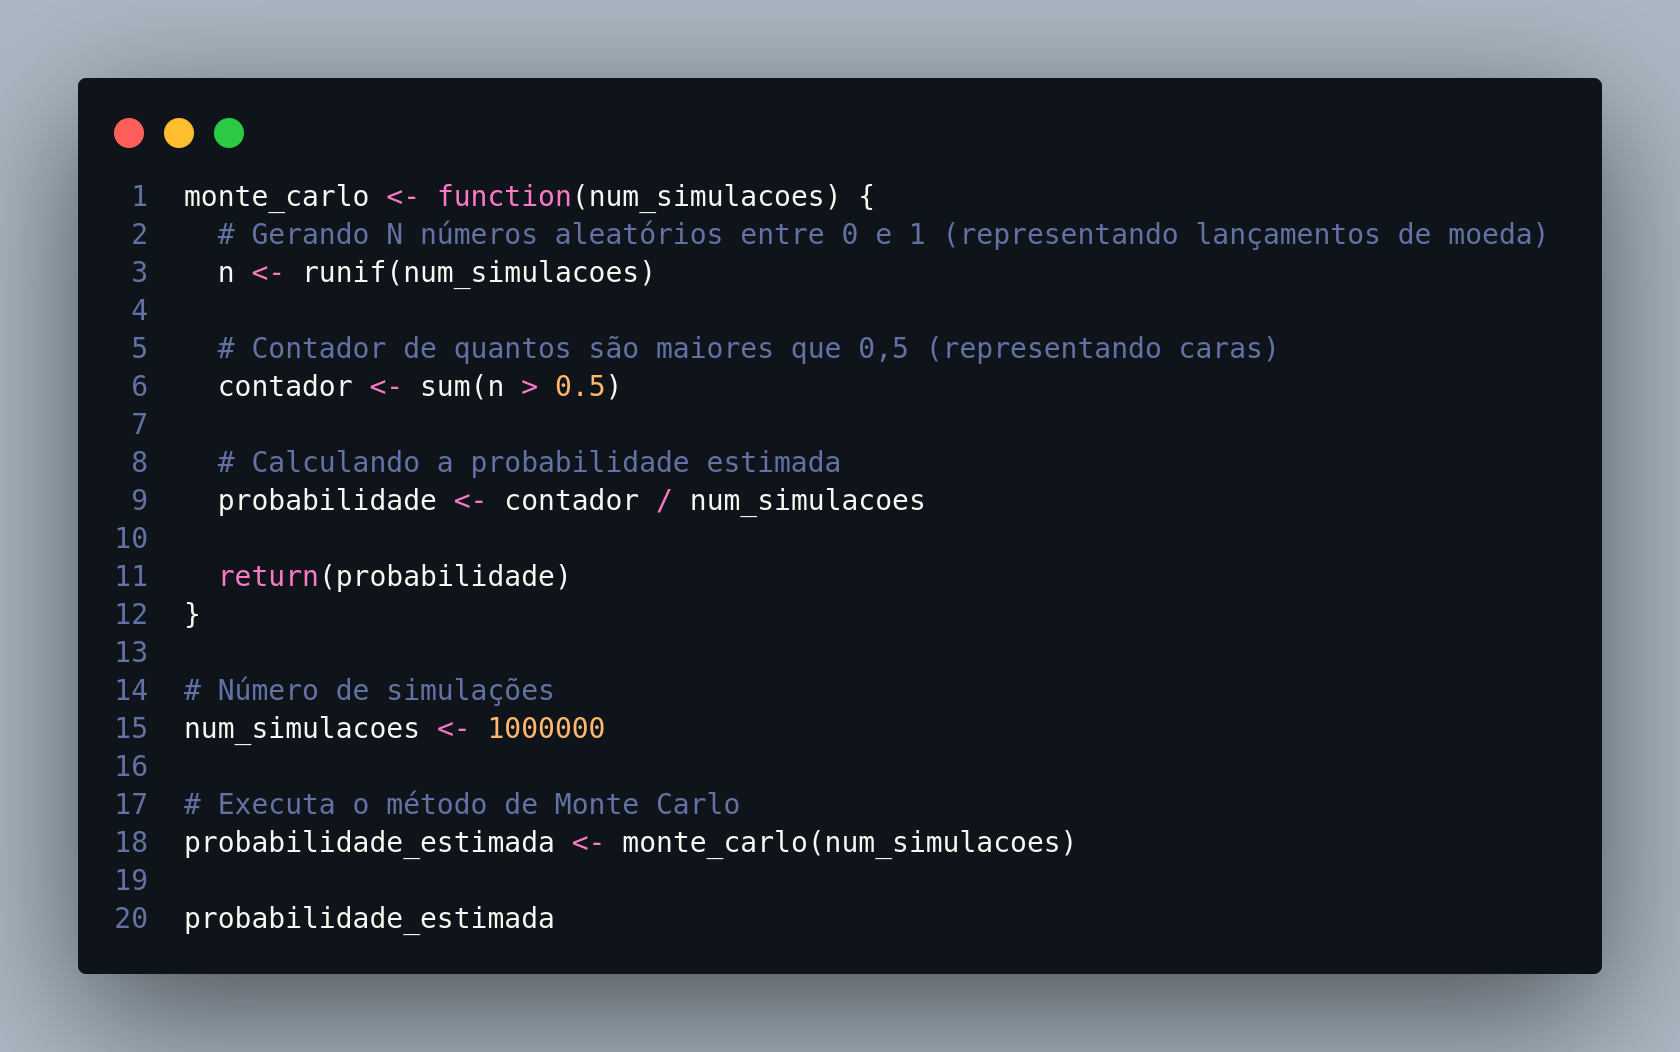 1 monte_carlo <- function(num_simulacoes) {
2 # Gerando N números aleatórios entre 0 e 1 (representando lançamentos de moeda)
3 n <- runif(num_simulacoes)
4
5 # Contador de quantos são maiores que 0,5 (representando caras)
6 contador <- sum(n > 0.5)
7
8 # Calculando a probabilidade estimada
9 probabilidade <- contador / num_simulacoes
10
11 return(probabilidade)
12 }
13
14 # Número de simulações
15 num_simulacoes <- 1000000
16
17 # Executa o método de Monte Carlo
18 probabilidade_estimada <- monte_carlo(num_simulacoes)
19
20 probabilidade_estimada